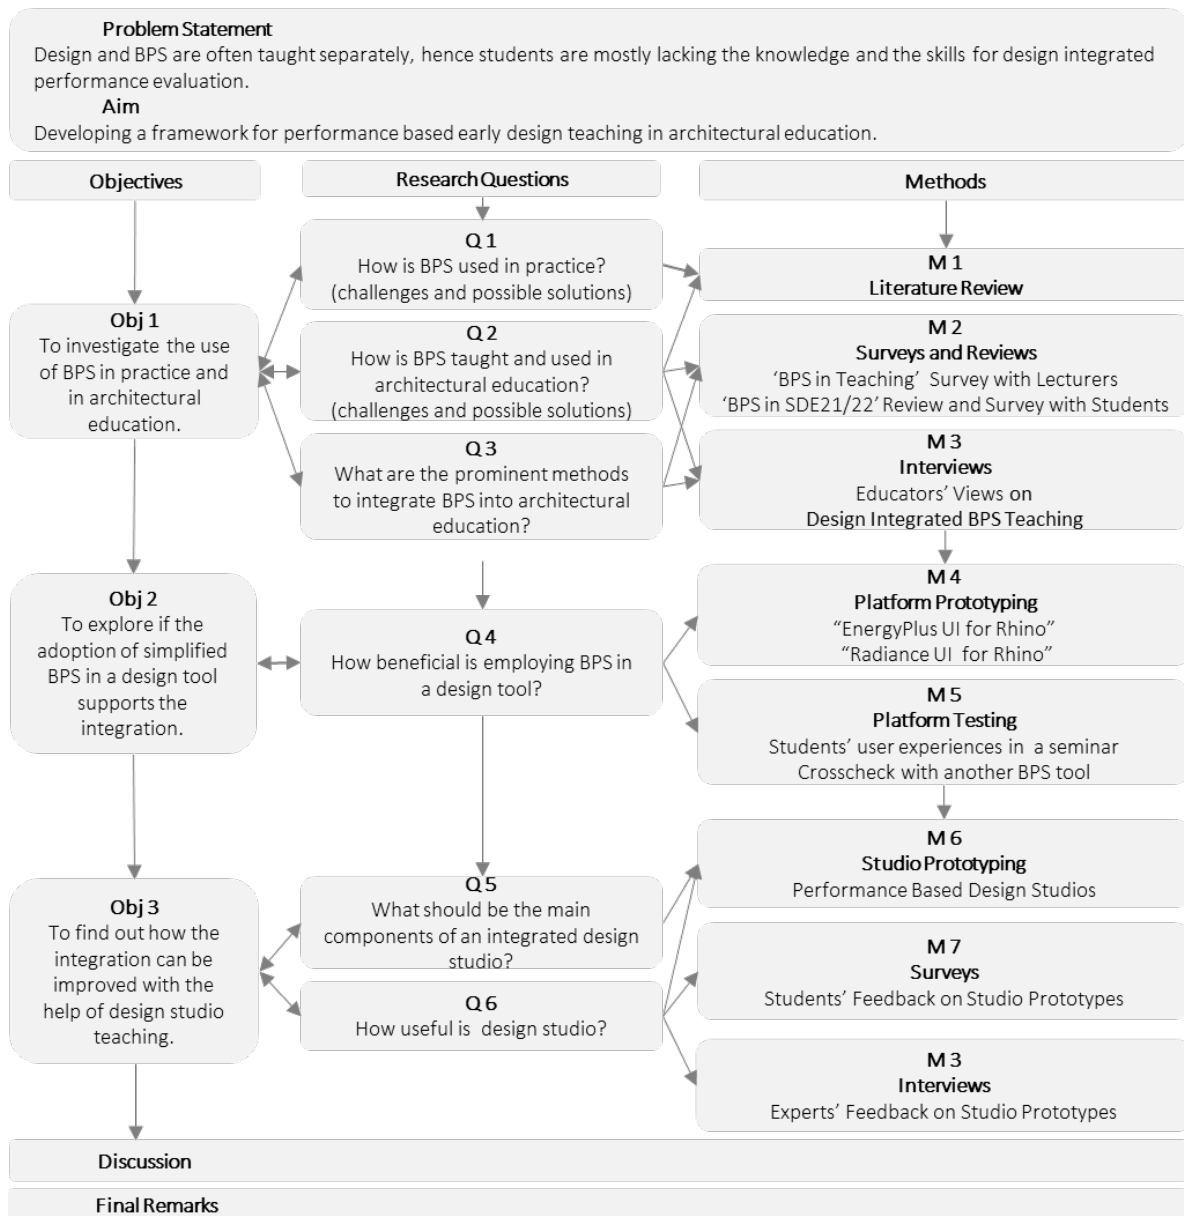 Problem Statement
Design and BPS are often taught separately, hence students are mostly lacking the knowledge and the skills for design integrated
performance evaluation.
Aim
Developing a framework for performance based early design teaching in architectural education.
Objectives
Research Questions
Methods
Q 1
How is BPS used in practice?
(challenges and possible solutions)
M 1
Literature Review
Obj 1
To investigate the use
of BPS in practice and
in architectural
education.
Q 2
How is BPS taught and used in
architectural education?
(challenges and possible solutions)
M 2
Surveys and Reviews
‘BPS in Teaching’ Survey with Lecturers
‘BPS in SDE21/22’ Review and Survey with Students
Q 3
What are the prominent methods
to integrate BPS into architectural
education?
M 3
Interviews
Educators’ Views on
Design Integrated BPS Teaching
Obj 2
To explore if the
adoption of simplified
BPS in a design tool
supports the
integration.
Q 4
How beneficial is employing BPS in
a design tool?
M 4
Platform Prototyping
“EnergyPlus UI for Rhino”
“Radiance UI for Rhino”
M 5
Platform Testing
Students’ user experiences in a seminar
Crosscheck with another BPS tool
Obj 3
To find out how the
integration can be
improved with the
help of design studio
teaching.
Q 5
What should be the main
components of an integrated design
studio?
Q 6
How useful is design studio?
M 6
Studio Prototyping
Performance Based Design Studios
M 7
Surveys
Students’ Feedback on Studio Prototypes
M 3
Interviews
Experts’ Feedback on Studio Prototypes
Discussion
Final Remarks